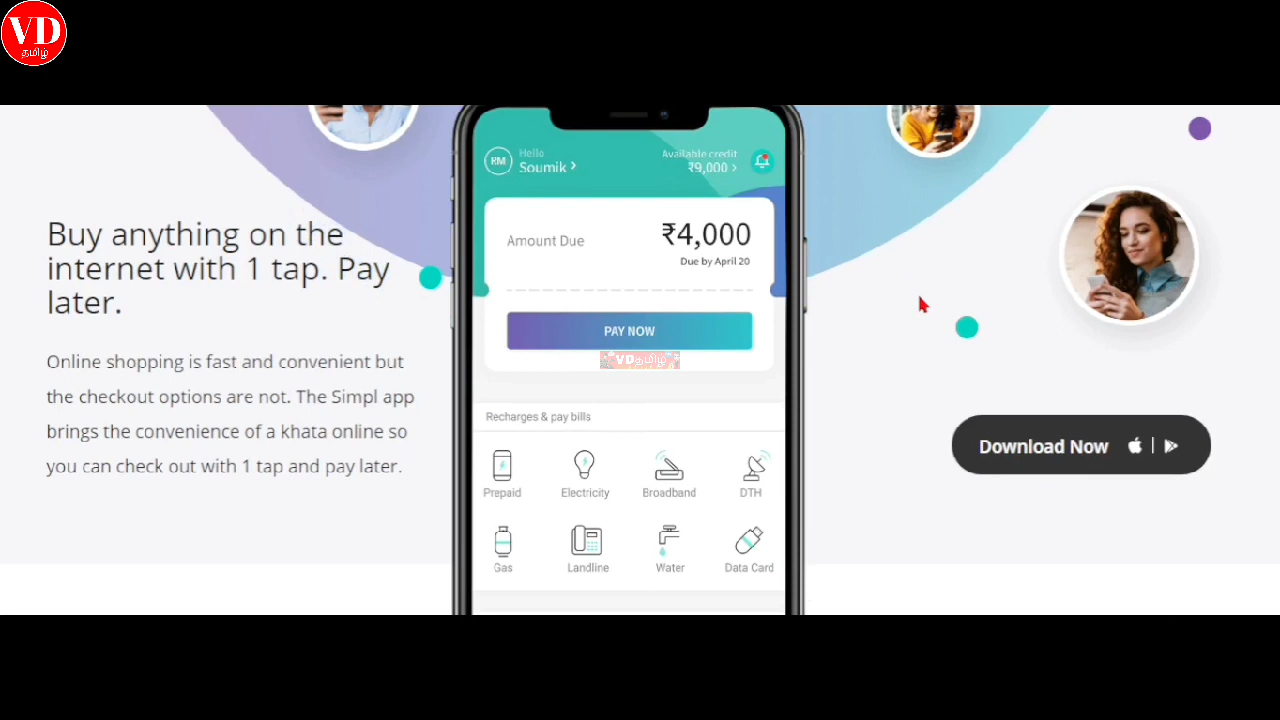 VD
தமிழ்
Buy anything on the
internet with 1 tap. Pay
later.
Online shopping is fast and convenient but
the checkout options are not. The Simpl app
brings the convenience of a khata online so
you can check out with 1 tap and pay later.
RM
Hello
Soumik >
Available credit
₹9,000 >
Amount Due
₹4,000
Due by April 20
PAY NOW
VDதமிழ்
Recharges & pay bills
Prepaid
Electricity
Broadband
DTH
Gas
Landline
Water
Data Card
Download Now